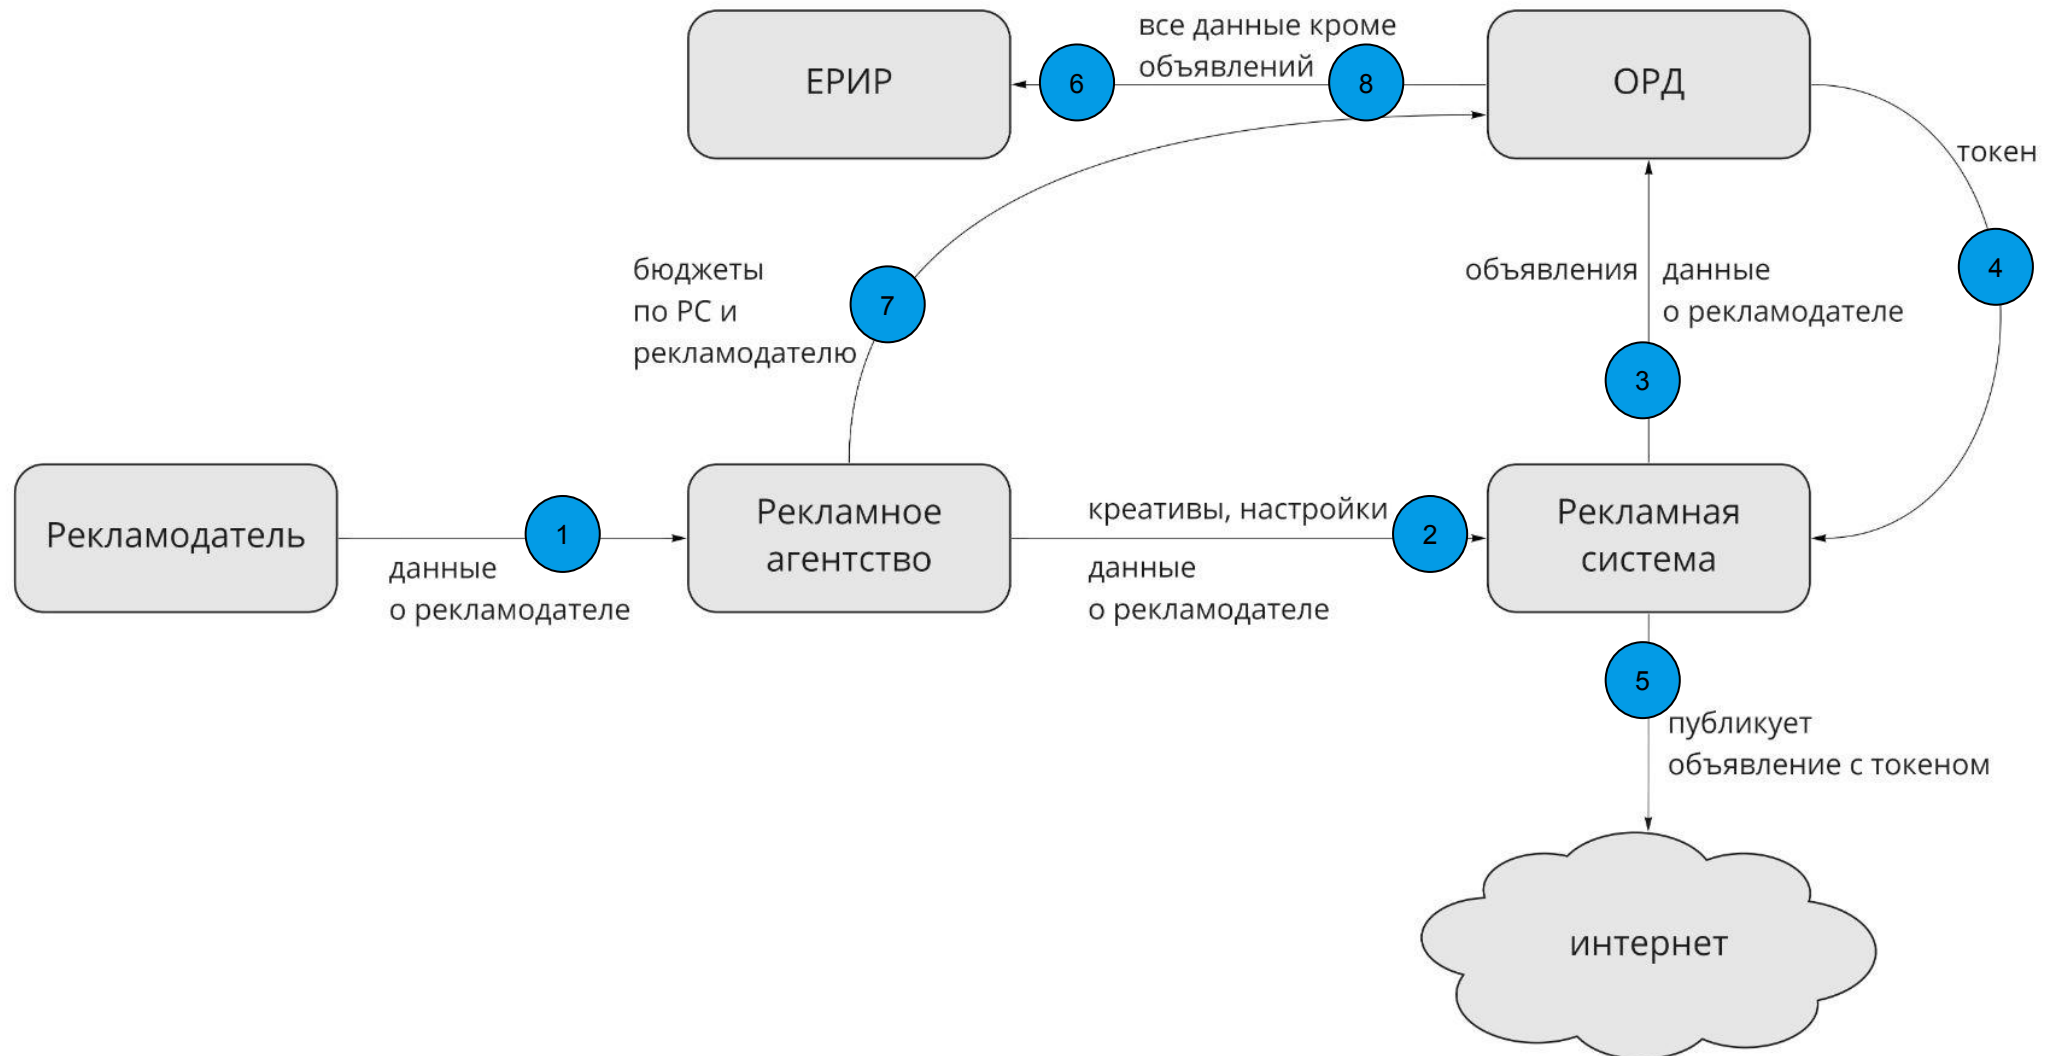 все данные кроме
объявлений
ЕРИР
6
8
ОРД
токен
4
бюджеты
по РС и
рекламодателю
7
объявления
данные
о рекламодателе
3
Рекламодатель
1
данные
о рекламодателе
Рекламное
агентство
креативы, настройки
2
данные
о рекламодателе
Рекламная
система
5
публикует
объявление с токеном
интернет